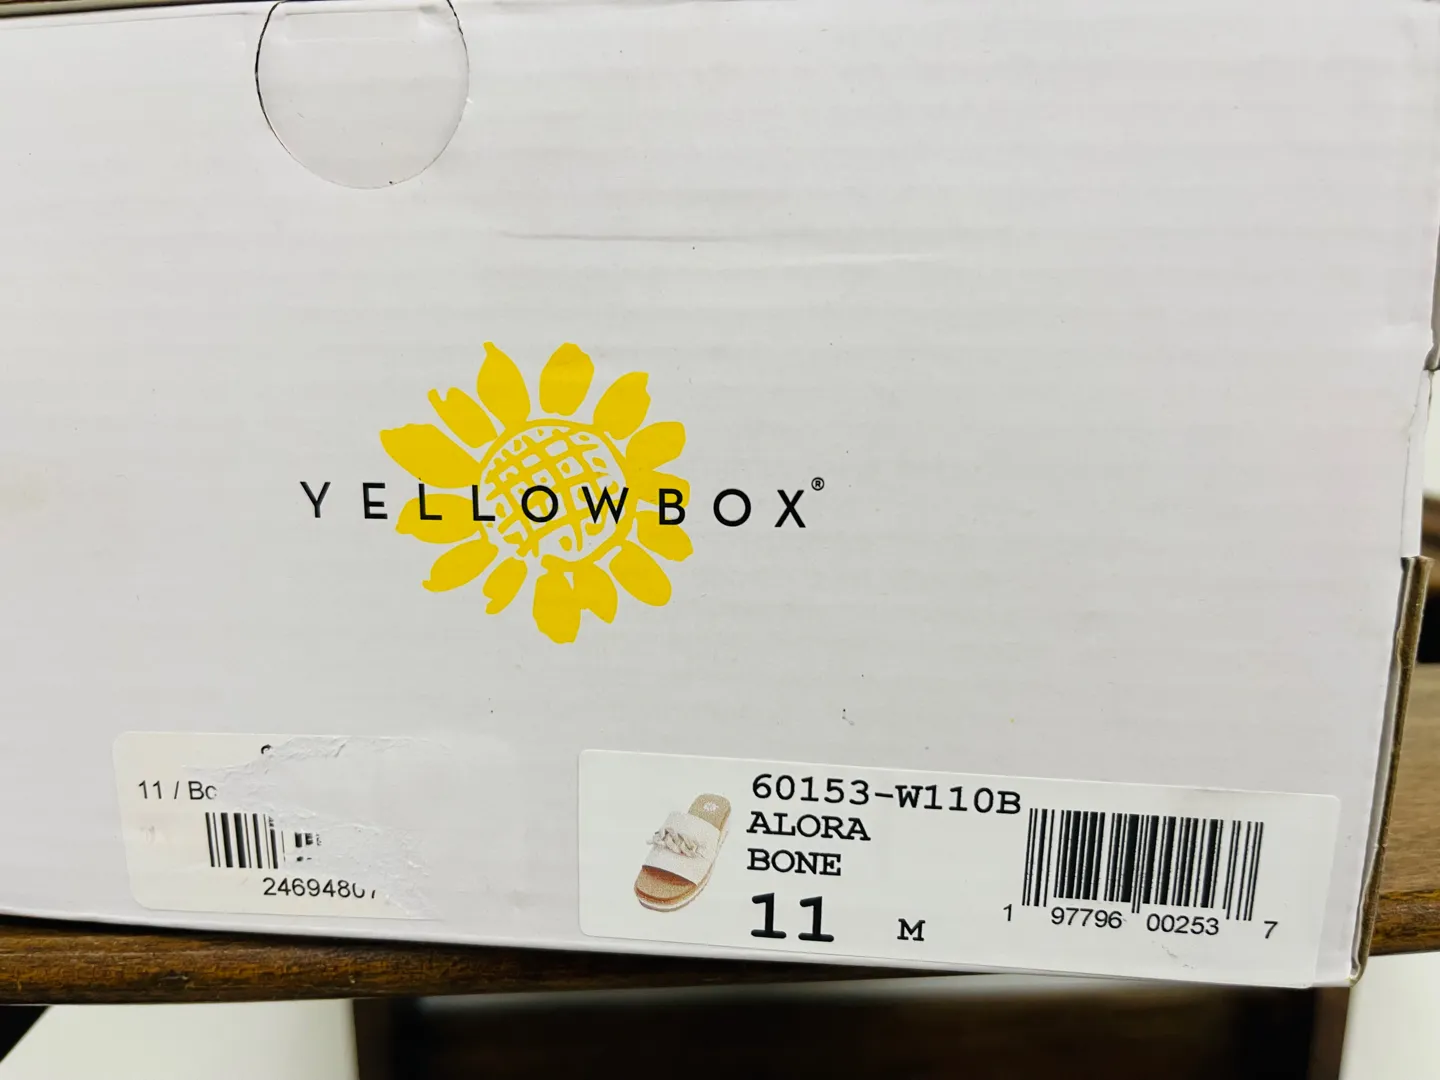 YELLOWBOX®
11 / Bo
24694807
60153-W110B
ALORA
BONE
11 M
1 97796 00253 7